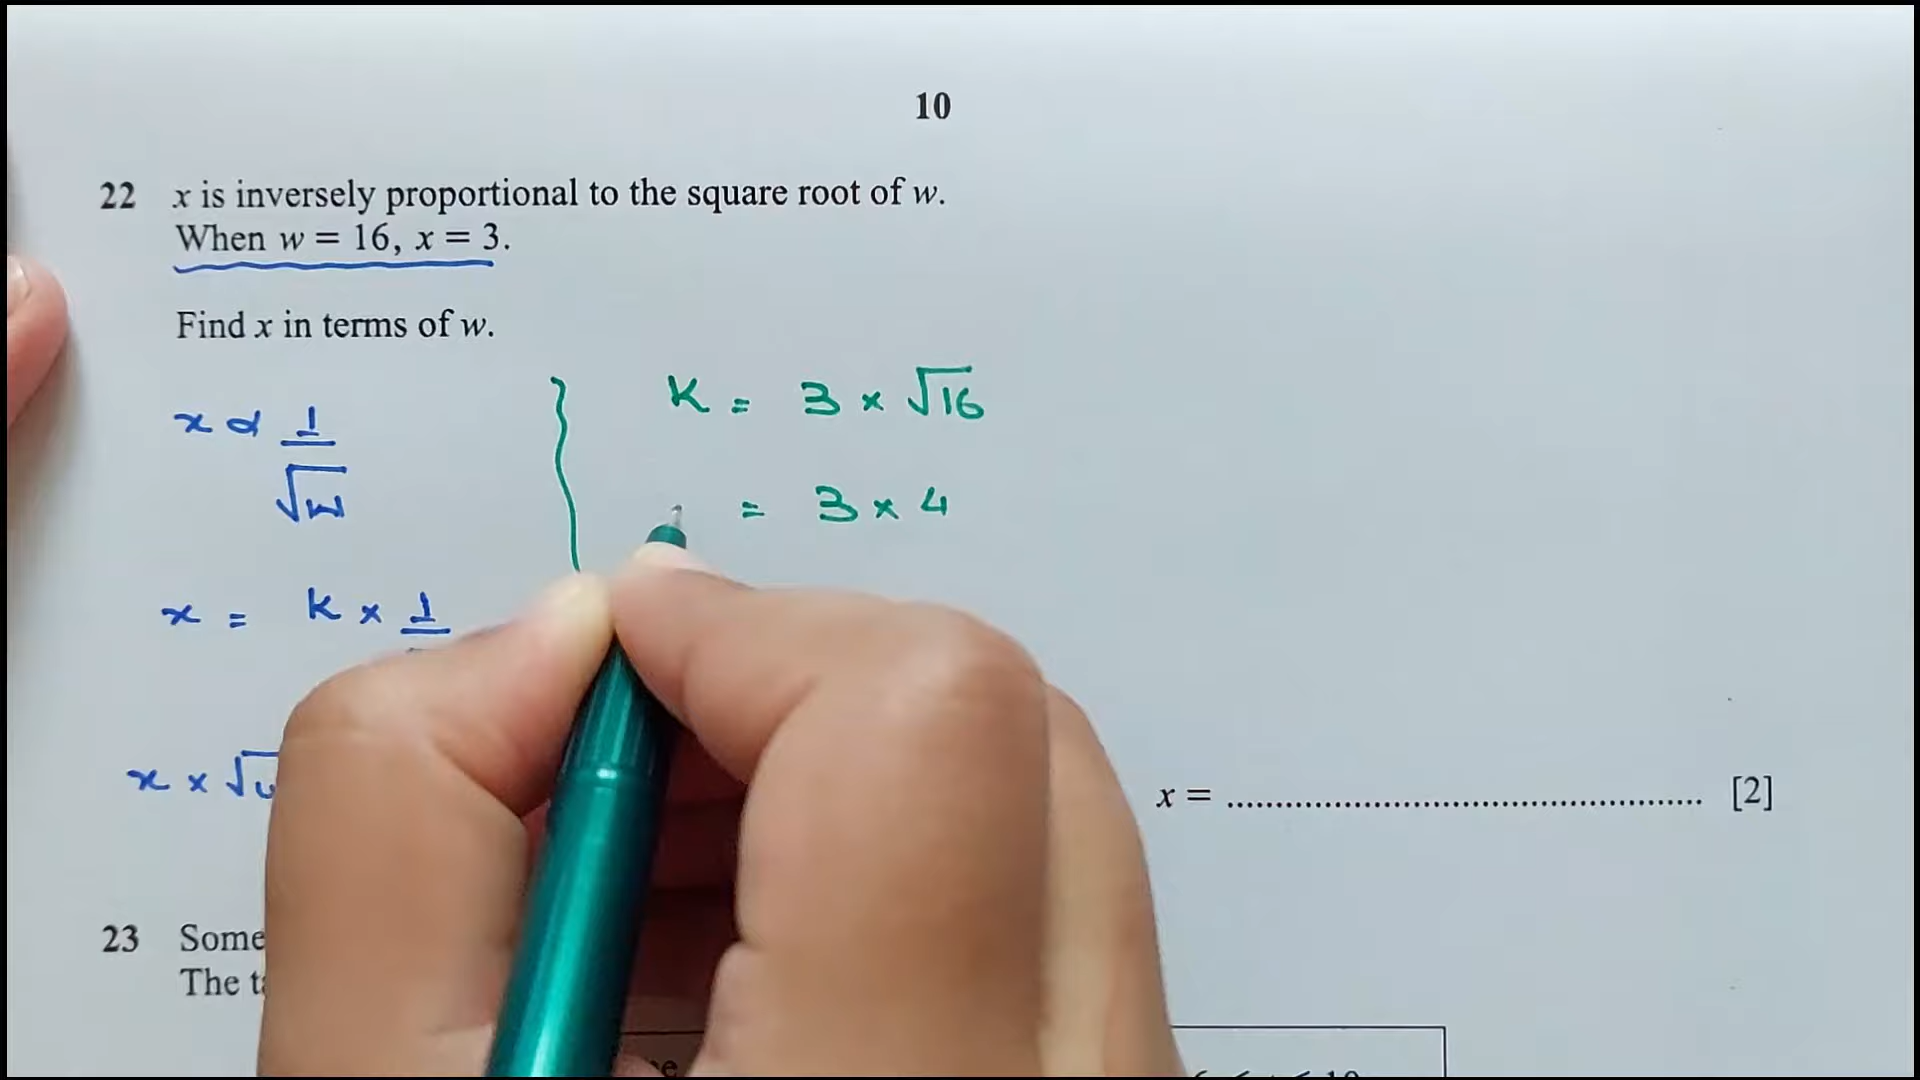 10
22 x is inversely proportional to the square root of w.
When w = 16, x = 3.
Find x in terms of w.
x α 1/√w
K = 3 × √16
= 3 × 4
x = K × 1
x × √
x = ................................................ [2]
23 Some
The